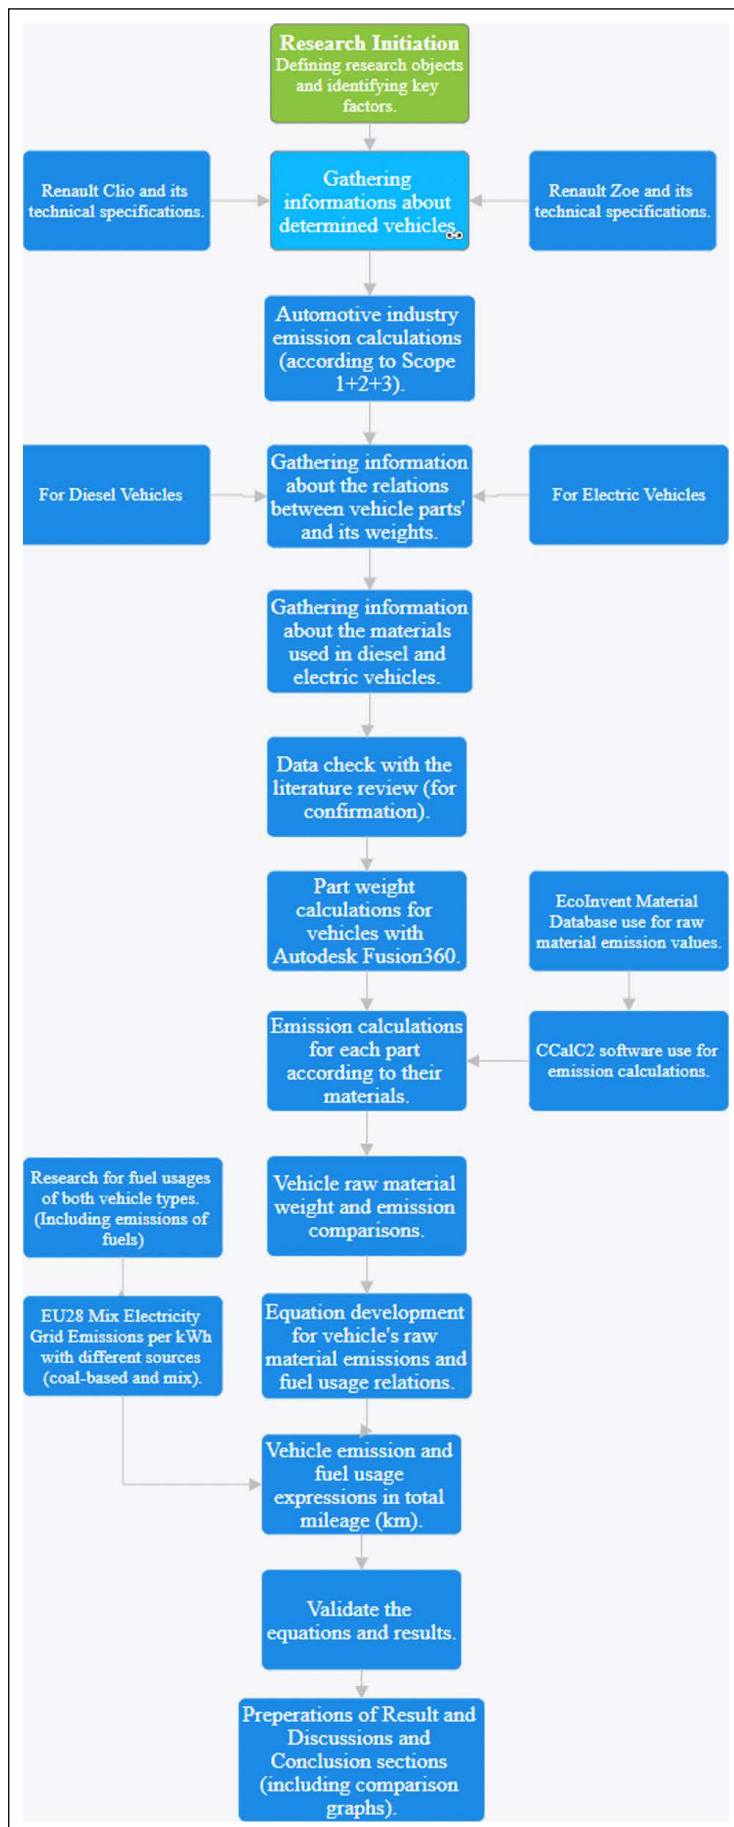 Research Initiation
Defining research objects
and identifying key
factors.
Renault Clio and its
technical specifications.
Gathering
informations about
determined vehicles.
Renault Zoe and its
technical specifications.
Automotive industry
emission calculations
(according to Scope
1+2+3).
For Diesel Vehicles
Gathering information
about the relations
between vehicle parts'
and its weights.
For Electric Vehicles
Gathering information
about the materials
used in diesel and
electric vehicles.
Data check with the
literature review (for
confirmation).
Part weight
calculations for
vehicles with
Autodesk Fusion360.
EcoInvent Material
Database use for raw
material emission values.
Emission calculations
for each part
according to their
materials.
CCalC2 software use for
emission calculations.
Research for fuel usages
of both vehicle types.
(Including emissions of
fuels)
Vehicle raw material
weight and emission
comparisons.
EU28 Mix Electricity
Grid Emissions per kWh
with different sources
(coal-based and mix).
Equation development
for vehicle's raw
material emissions and
fuel usage relations.
Vehicle emission and
fuel usage
expressions in total
mileage (km).
Validate the
equations and results.
Preperations of Result and
Discussions and
Conclusion sections
(including comparison
graphs).